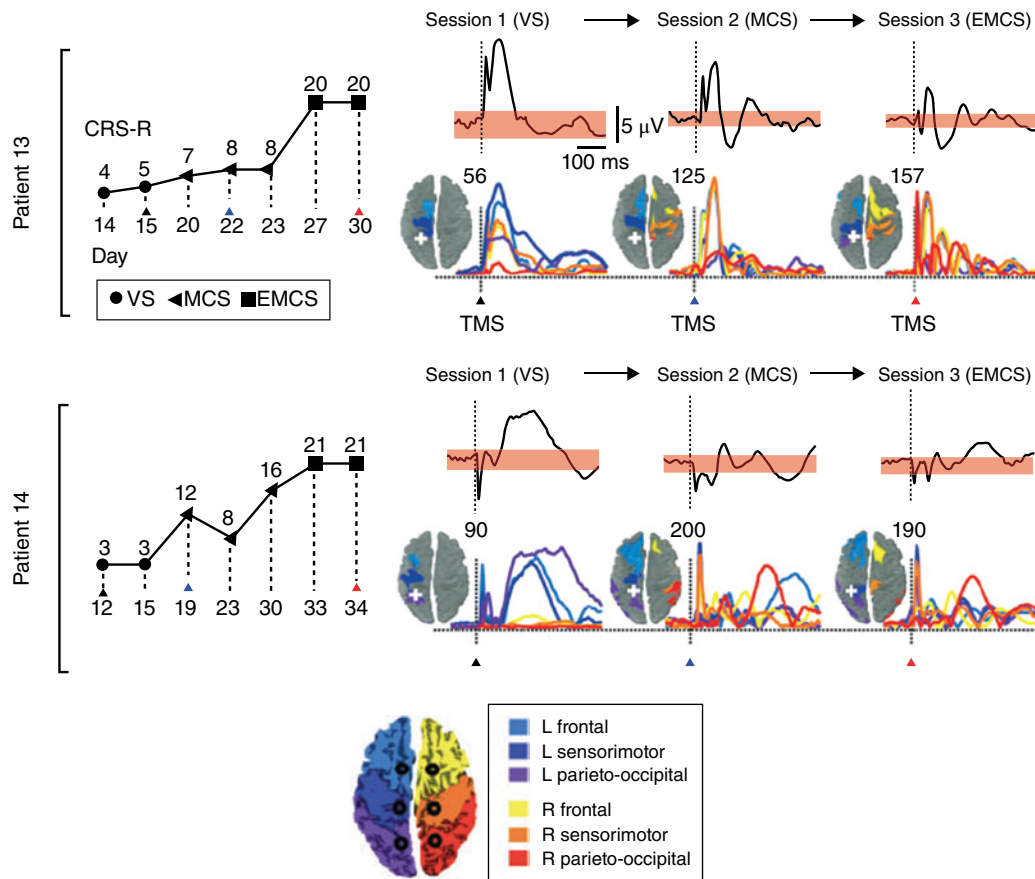 Patient 13
CRS-R
4 5 7 8 8 20 20
14 15 20 22 23 27 30
Day
VS MCS EMCS
Session 1 (VS) Session 2 (MCS) Session 3 (EMCS)
5 μV
100 ms
56 125 157
TMS TMS TMS
Patient 14
3 3 12 8 16 21 21
12 15 19 23 30 33 34
Session 1 (VS) Session 2 (MCS) Session 3 (EMCS)
90 200 190
L frontal
L sensorimotor
L parieto-occipital
R frontal
R sensorimotor
R parieto-occipital